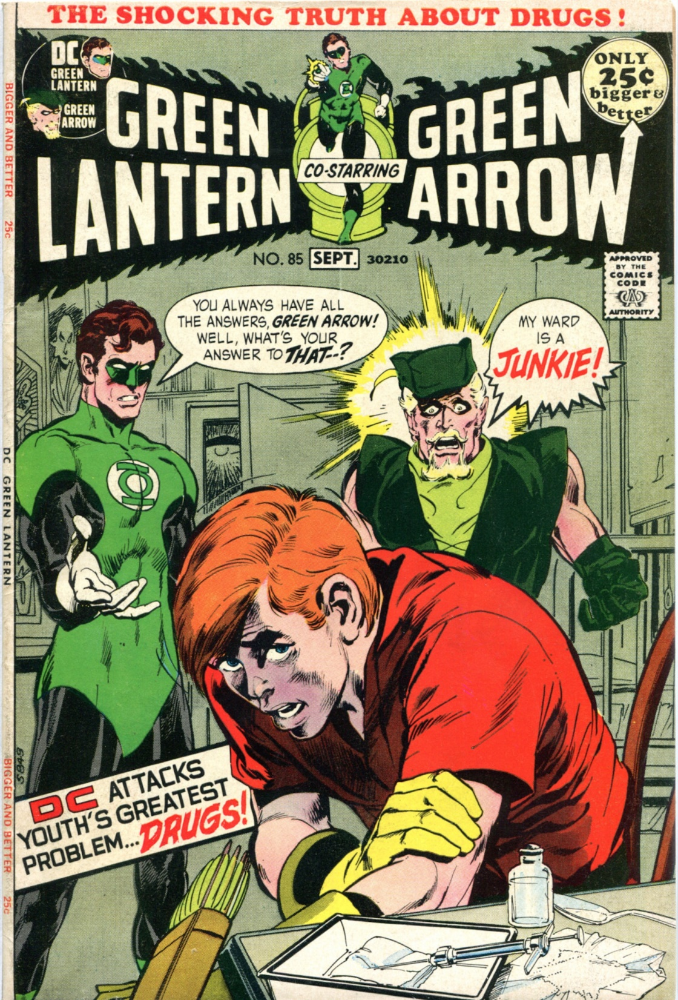 THE SHOCKING TRUTH ABOUT DRUGS!
DC
GREEN
LANTERN
GREEN
ARROW
GREEN
LANTERN
CO-STARRING
GREEN
ARROW
ONLY
25¢
bigger &
better
NO. 85 SEPT. 30210
APPROVED
BY THE
COMICS
CODE
AUTHORITY
YOU ALWAYS HAVE ALL
THE ANSWERS, GREEN ARROW!
WELL, WHAT'S YOUR
ANSWER TO THAT--?
MY WARD
IS A
JUNKIE!
DC ATTACKS
YOUTH'S GREATEST
PROBLEM... DRUGS!
BIGGER AND BETTER 25¢
DC GREEN LANTERN
BIGGER AND BETTER 25¢